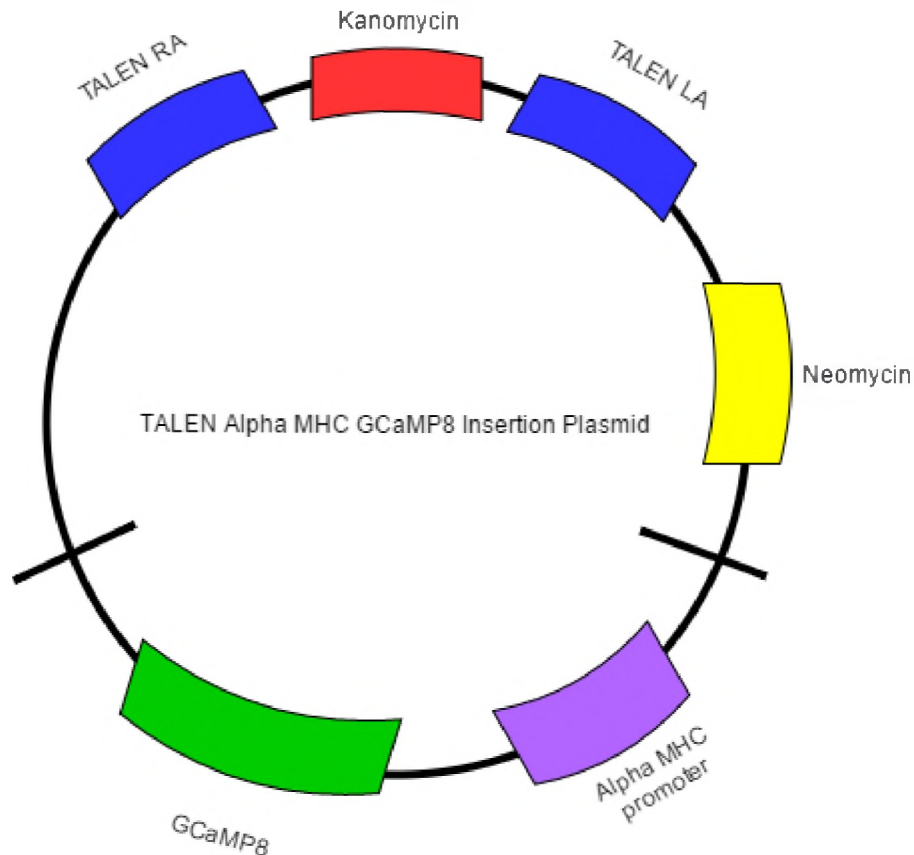 Kanomycin
TALEN RA
TALEN LA
Neomycin
TALEN Alpha MHC GCaMP8 Insertion Plasmid
Alpha MHC
promoter
GCaMP8